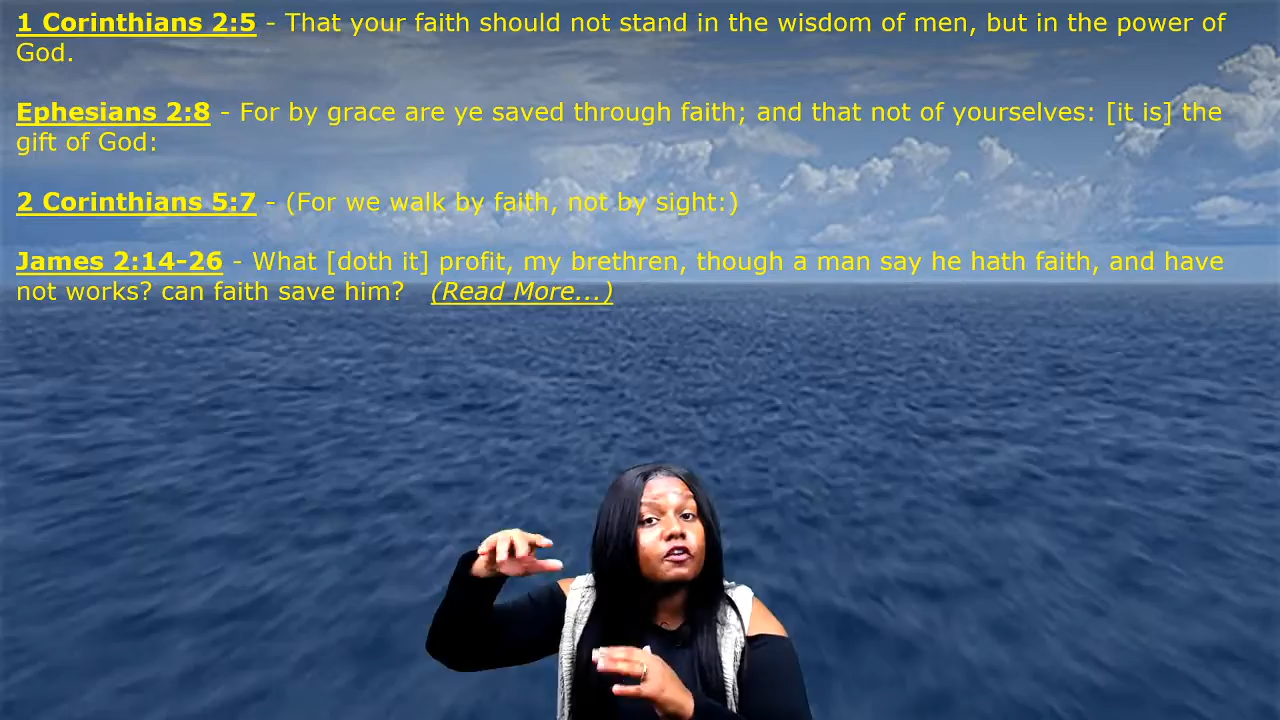 1 Corinthians 2:5 - That your faith should not stand in the wisdom of men, but in the power of
God.
Ephesians 2:8 - For by grace are ye saved through faith; and that not of yourselves: [it is] the
gift of God:
2 Corinthians 5:7 - (For we walk by faith, not by sight:)
James 2:14-26 - What [doth it] profit, my brethren, though a man say he hath faith, and have
not works? can faith save him? (Read More...)